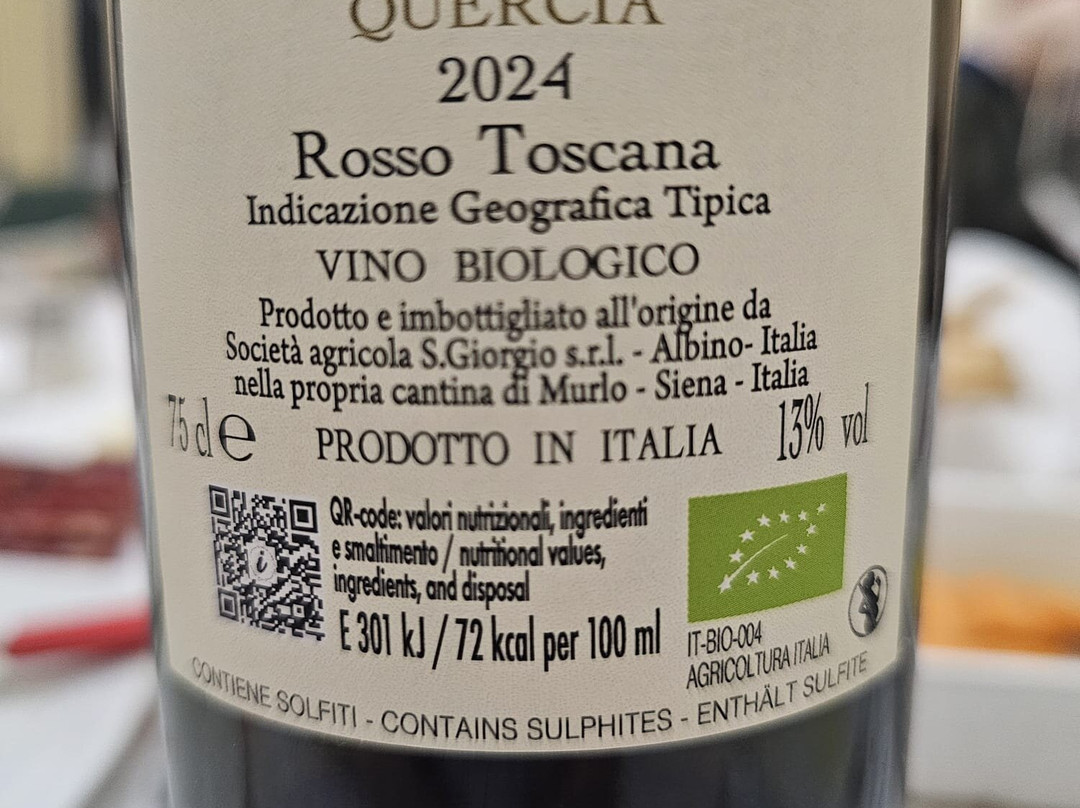 QUERCIA
2024
Rosso Toscana
Indicazione Geografica Tipica
VINO BIOLOGICO
Prodotto e imbottigliato all'origine da
Società agricola S.Giorgio s.r.l. - Albino- Italia
nella propria cantina di Murlo - Siena - Italia
75 cl e PRODOTTO IN ITALIA 13% vol
QR-code: valori nutrizionali, ingredienti
e smaltimento / nutritional values,
ingredients, and disposal
E 301 kJ / 72 kcal per 100 ml
i
IT-BIO-004
AGRICOLTURA ITALIA
CONTIENE SOLFITI - CONTAINS SULPHITES - ENTHÄLT SULFITE